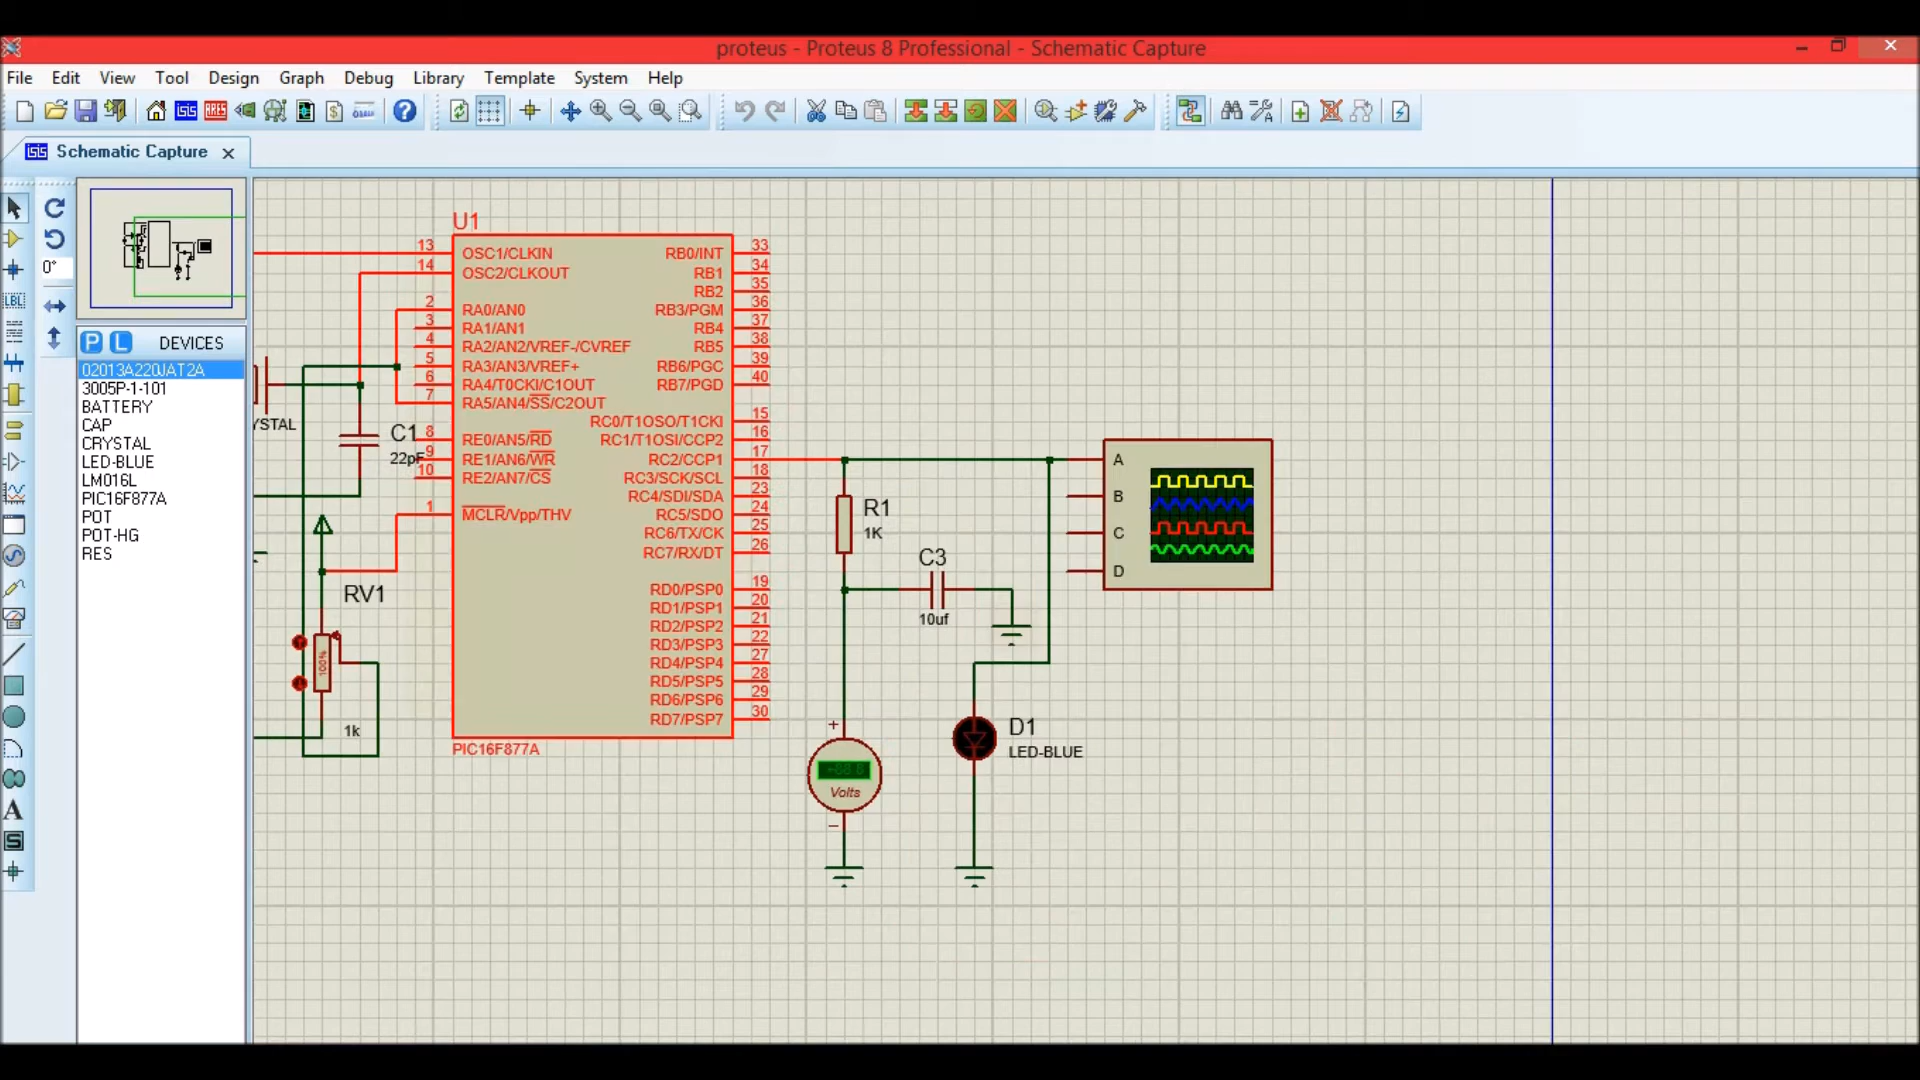 proteus - Proteus 8 Professional - Schematic Capture
File Edit View Tool Design Graph Debug Library Template System Help
Schematic Capture
0°
LBL
P L DEVICES
02013A220JAT2A
3005P-1-101
BATTERY
CAP
CRYSTAL
LED-BLUE
LM016L
PIC16F877A
POT
POT-HG
RES
U1
13 OSC1/CLKIN
14 OSC2/CLKOUT
2 RA0/AN0
3 RA1/AN1
4 RA2/AN2/VREF-/CVREF
5 RA3/AN3/VREF+
6 RA4/T0CKI/C1OUT
7 RA5/AN4/SS/C2OUT
8 RE0/AN5/RD
9 RE1/AN6/WR
10 RE2/AN7/CS
1 MCLR/Vpp/THV
RB0/INT 33
RB1 34
RB2 35
RB3/PGM 36
RB4 37
RB5 38
RB6/PGC 39
RB7/PGD 40
RC0/T1OSO/T1CKI 15
RC1/T1OSI/CCP2 16
RC2/CCP1 17
RC3/SCK/SCL 18
RC4/SDI/SDA 23
RC5/SDO 24
RC6/TX/CK 25
RC7/RX/DT 26
RD0/PSP0 19
RD1/PSP1 20
RD2/PSP2 21
RD3/PSP3 22
RD4/PSP4 27
RD5/PSP5 28
RD6/PSP6 29
RD7/PSP7 30
PIC16F877A
YSTAL
C1
22pF
RV1
100%
1k
R1
1K
C3
10uf
A
B
C
D
+
Volts
−
D1
LED-BLUE